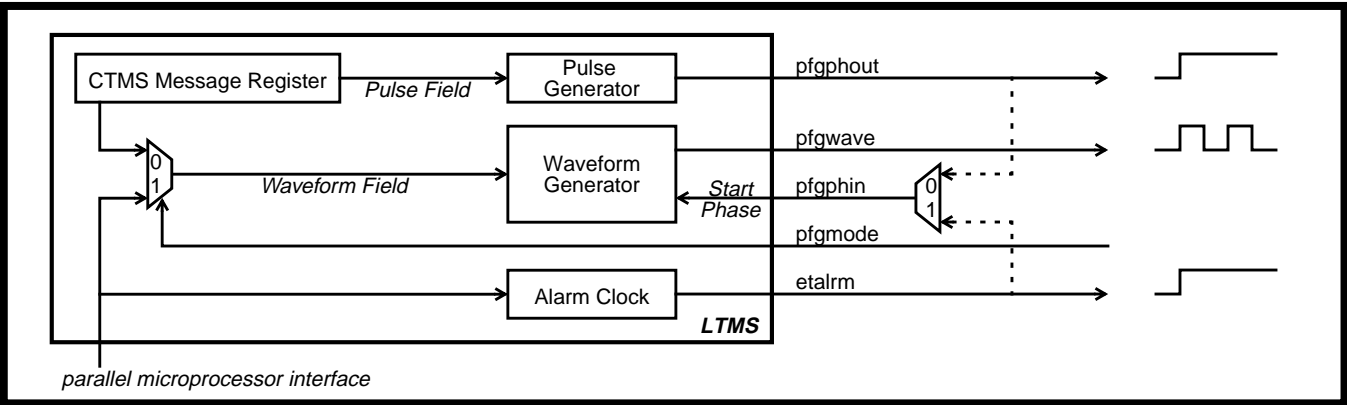 CTMS Message Register
Pulse Field
Pulse
Generator
pfgphout
pfgwave
0
1
Waveform Field
Waveform
Generator
Start
Phase
pfgphin
0
1
pfgmode
etalrm
Alarm Clock
LTMS
parallel microprocessor interface